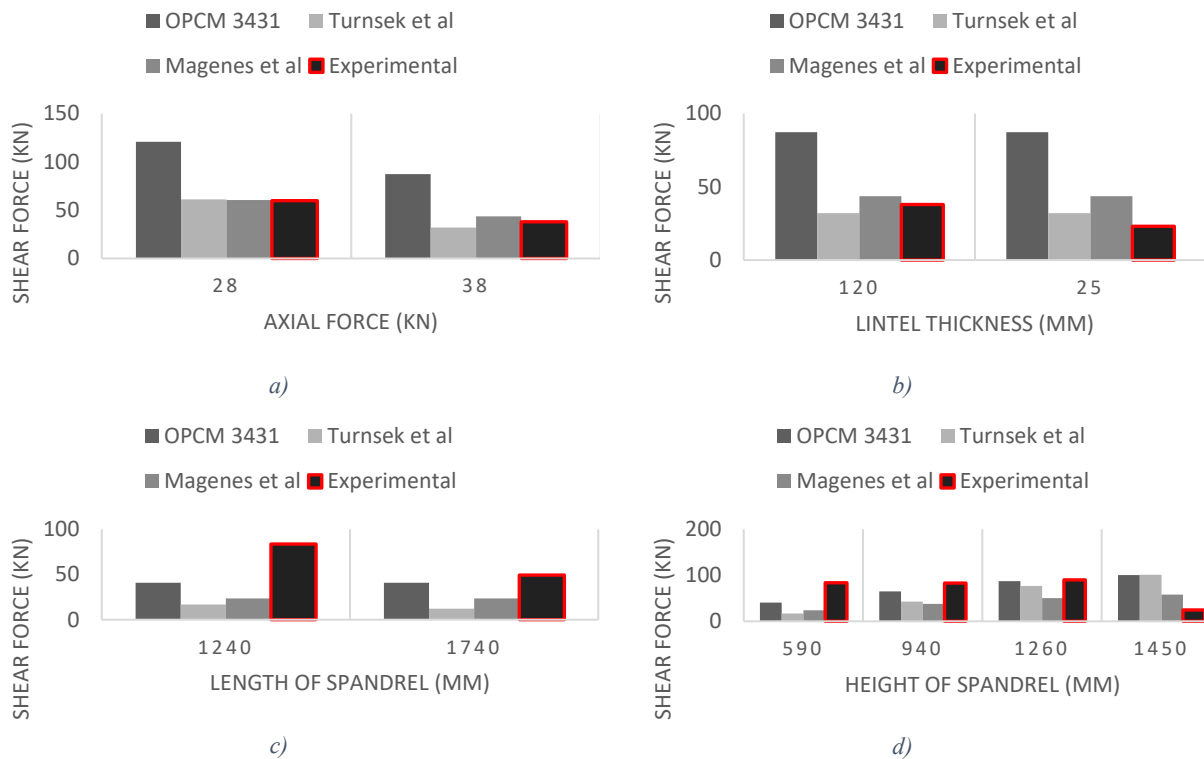 OPCM 3431 Turnsek et al
Magenes et al Experimental
SHEAR FORCE (KN)
150
100
50
0
28 38
AXIAL FORCE (KN)
a)
OPCM 3431 Turnsek et al
Magenes et al Experimental
SHEAR FORCE (KN)
100
50
0
120 25
LINTEL THICKNESS (MM)
b)
OPCM 3431 Turnsek et al
Magenes et al Experimental
SHEAR FORCE (KN)
100
50
0
1240 1740
LENGTH OF SPANDREL (MM)
c)
OPCM 3431 Turnsek et al
Magenes et al Experimental
SHEAR FORCE (KN)
200
100
0
590 940 1260 1450
HEIGHT OF SPANDREL (MM)
d)